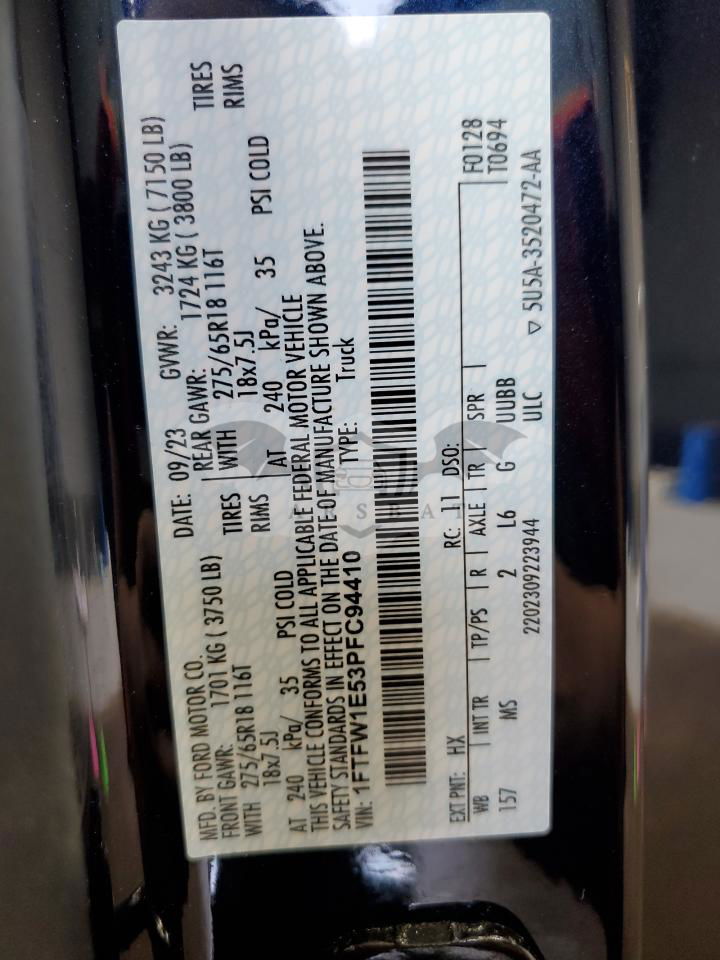 MFD. BY FORD MOTOR CO. DATE: 09/23 GVWR: 3243 KG ( 7150 LB)
FRONT GAWR: 1701 KG ( 3750 LB) REAR GAWR: 1724 KG ( 3800 LB)
WITH 275/65R18 116T TIRES WITH 275/65R18 116T TIRES
18x7.5J RIMS 18x7.5J RIMS
AT 240 kPa/ 35 PSI COLD AT 240 kPa/ 35 PSI COLD
THIS VEHICLE CONFORMS TO ALL APPLICABLE FEDERAL MOTOR VEHICLE
SAFETY STANDARDS IN EFFECT ON THE DATE OF MANUFACTURE SHOWN ABOVE.
VIN: 1FTFW1E53PFC94410 TYPE: Truck
EXT PNT: HX RC: 11 DSO: F0128
WB INT TR TP/PS R AXLE TR SPR T0694
157 MS 2 L6 G UUBB
2202309223944 ULC ▽ 5U5A-3520472-AA